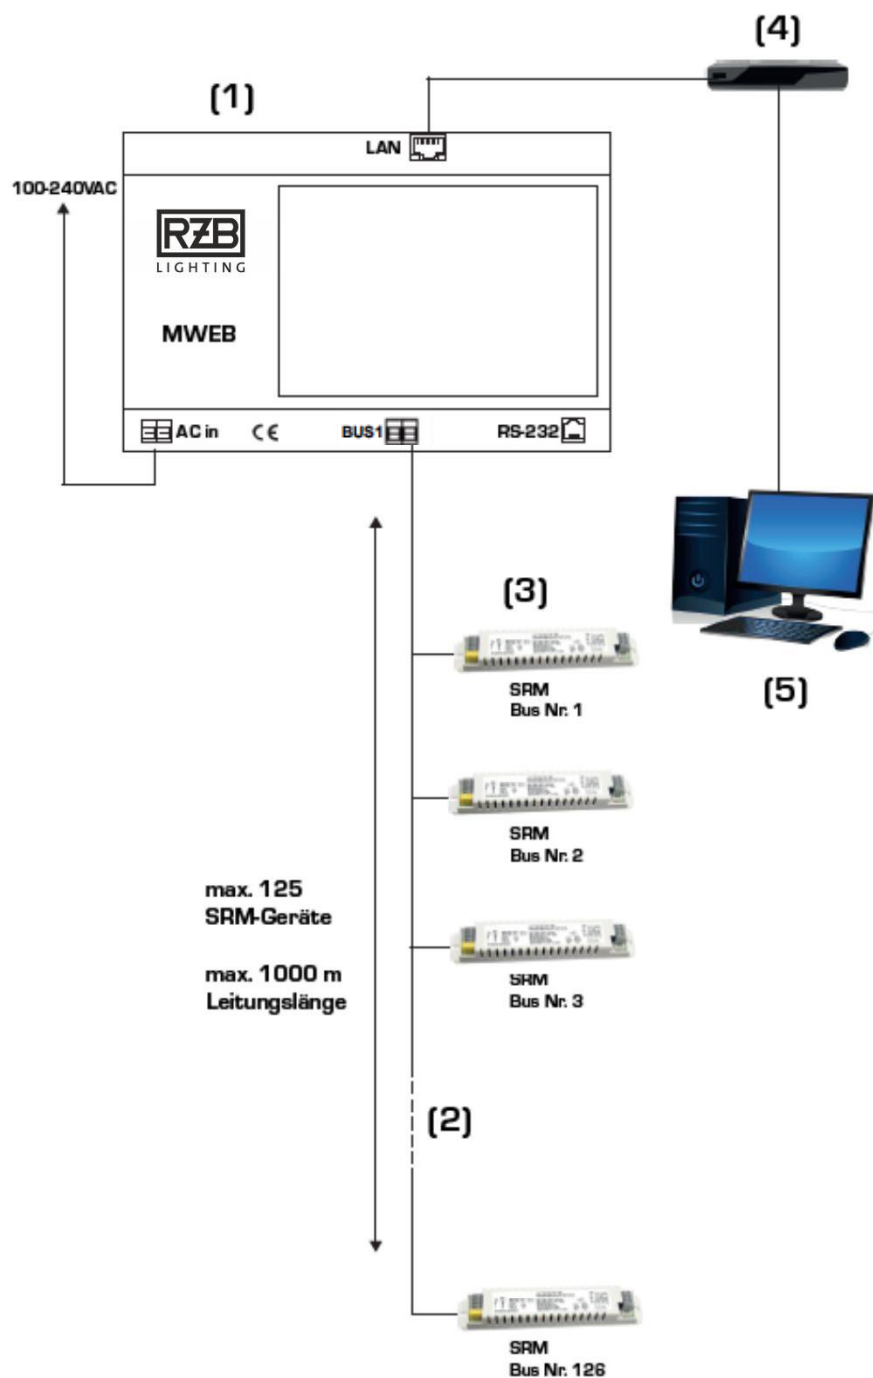 (4)
(1)
LAN
100-240VAC
RZB
LIGHTING
MWEB
AC in
CE
BUS1
RS-232
(3)
SRM
Bus Nr. 1
(5)
SRM
Bus Nr. 2
max. 125
SRM-Geräte
max. 1000 m
Leitungslänge
SRM
Bus Nr. 3
(2)
SRM
Bus Nr. 126